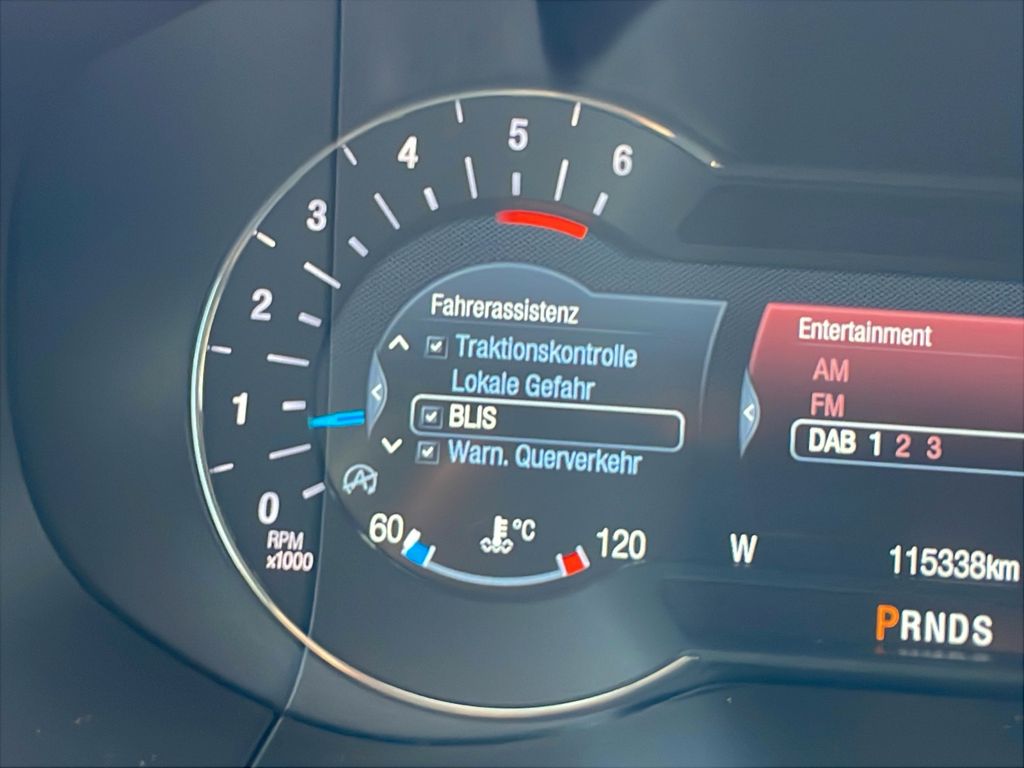 6
5
4
3
2
1
0
RPM
x1000
Fahrerassistenz
Traktionskontrolle
Lokale Gefahr
BLIS
Warn. Querverkehr
A
60
°C
120
Entertainment
AM
FM
DAB 1 2 3
W
115338km
PRNDS